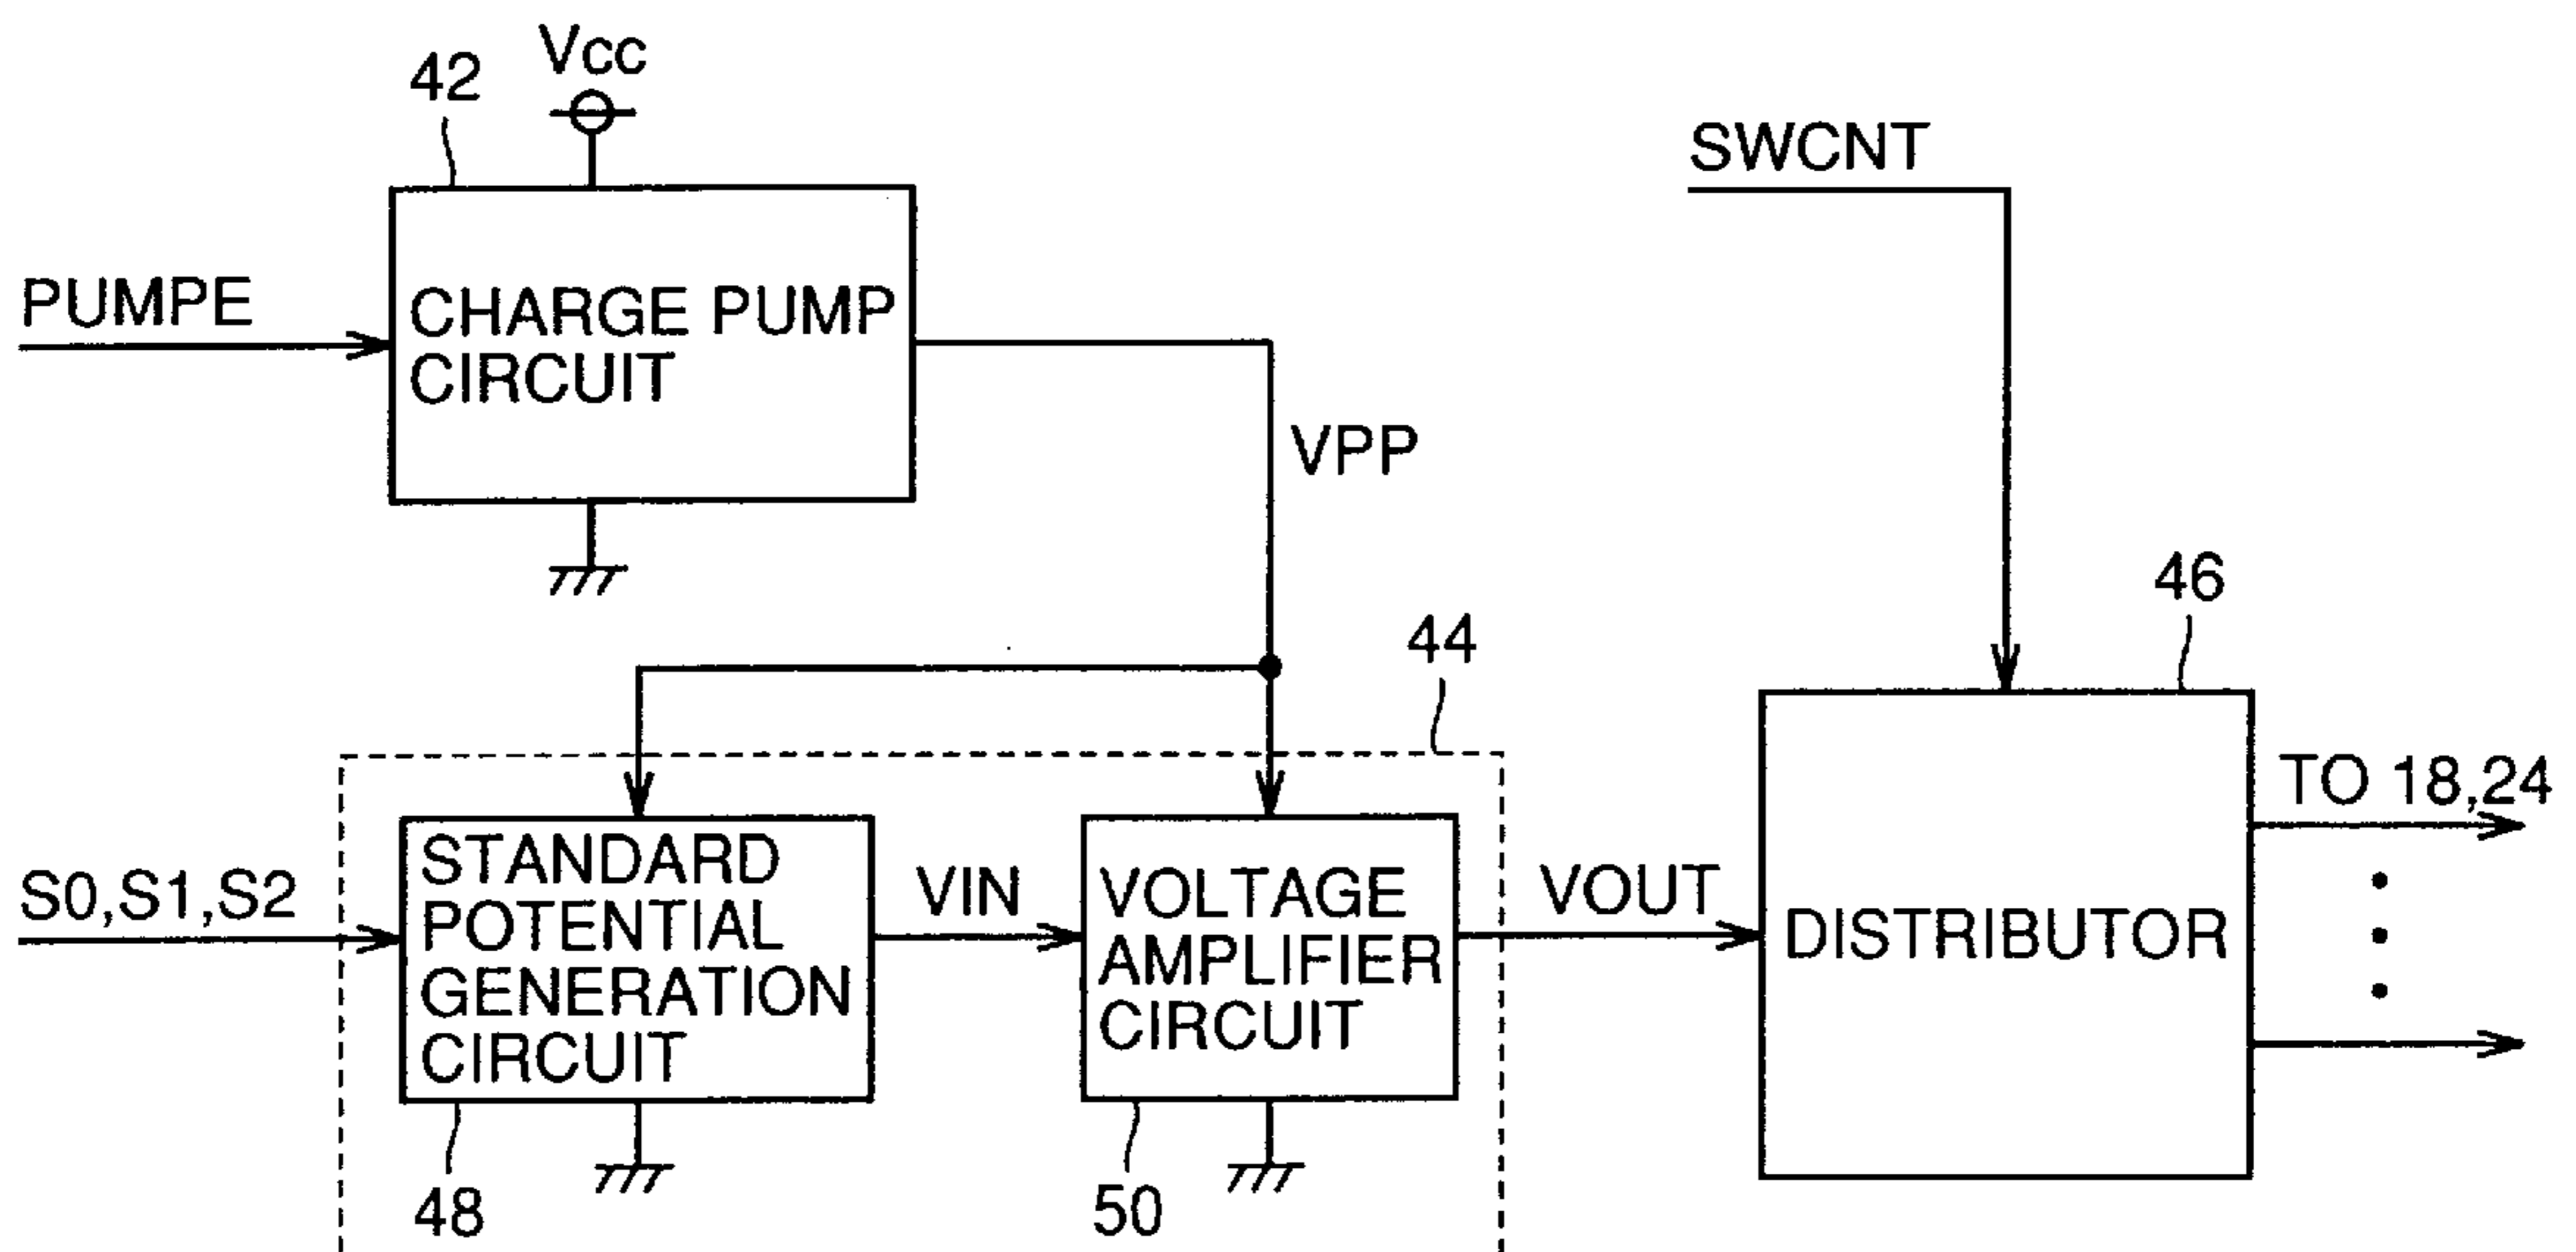 42
Vcc
PUMPE
CHARGE PUMP
CIRCUIT
VPP
SWCNT
46
44
S0,S1,S2
STANDARD
POTENTIAL
GENERATION
CIRCUIT
VIN
VOLTAGE
AMPLIFIER
CIRCUIT
VOUT
DISTRIBUTOR
TO 18,24
48
50